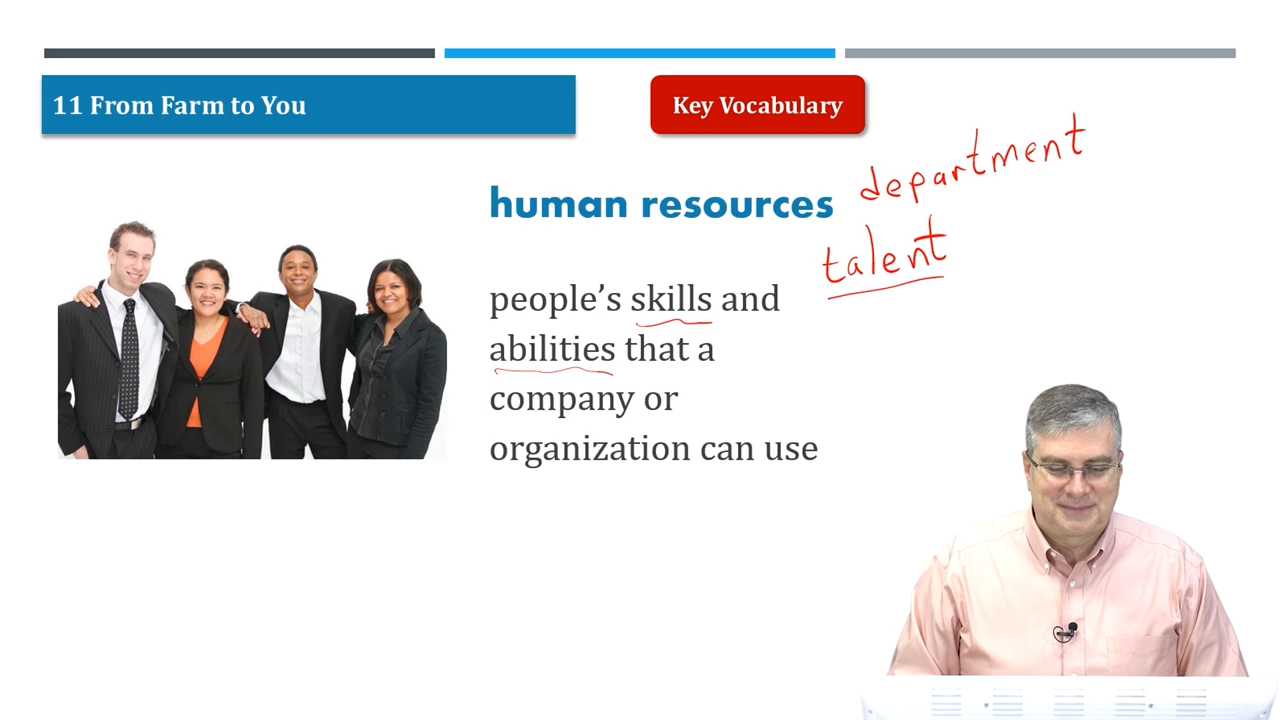 11 From Farm to You
Key Vocabulary
human resources
department
talent
people’s skills and
abilities that a
company or
organization can use